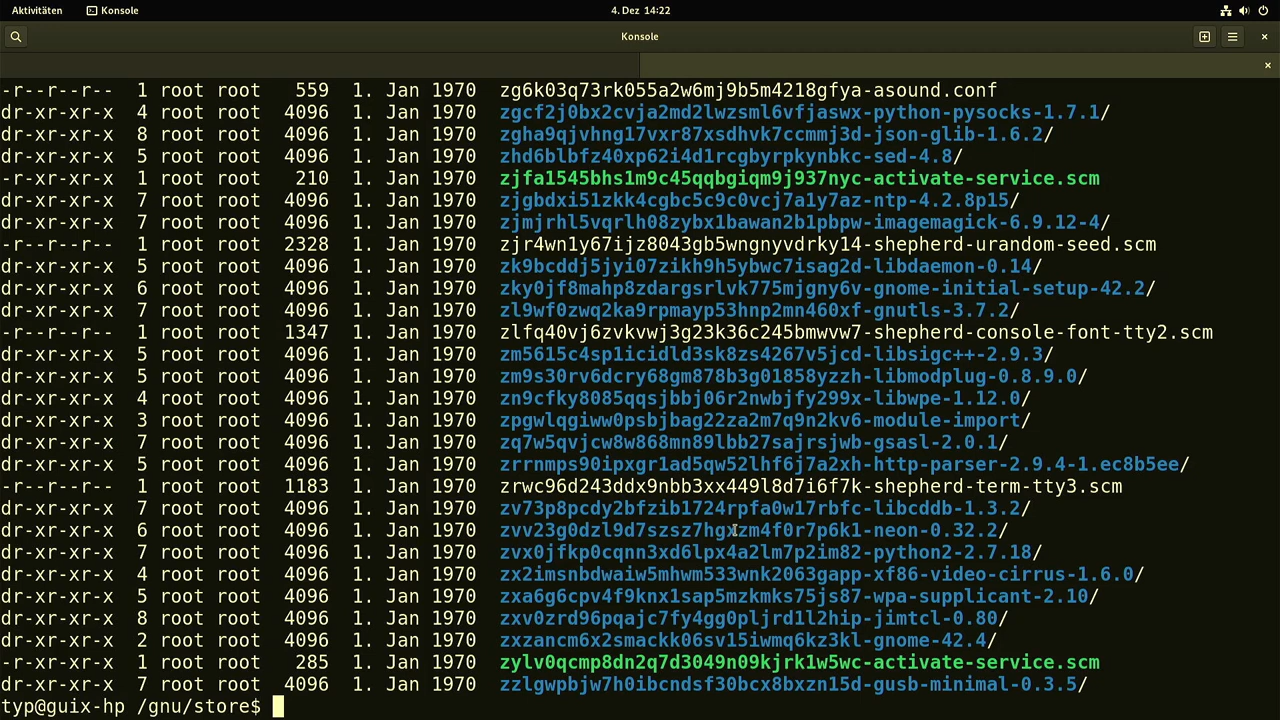 Aktivitäten Konsole 4. Dez 14:22
Konsole
-r--r--r-- 1 root root 559 1. Jan 1970 zg6k03q73rk055a2w6mj9b5m4218gfya-asound.conf
dr-xr-xr-x 4 root root 4096 1. Jan 1970 zgcf2j0bx2cvja2md2lwzsml6vfjaswx-python-pysocks-1.7.1/
dr-xr-xr-x 8 root root 4096 1. Jan 1970 zgha9qjvhng17vxr87xsdhvk7ccmmj3d-json-glib-1.6.2/
dr-xr-xr-x 5 root root 4096 1. Jan 1970 zhd6blbfz40xp62i4d1rcgbyrpkynbkc-sed-4.8/
-r-xr-xr-x 1 root root 210 1. Jan 1970 zjfa1545bhs1m9c45qqbgiqm9j937nyc-activate-service.scm
dr-xr-xr-x 7 root root 4096 1. Jan 1970 zjgbdxi51zkk4cgbc5c9c0vcj7a1y7az-ntp-4.2.8p15/
dr-xr-xr-x 7 root root 4096 1. Jan 1970 zjmjrhl5vqrlh08zybx1bawan2b1pbpw-imagemagick-6.9.12-4/
-r--r--r-- 1 root root 2328 1. Jan 1970 zjr4wn1y67ijz8043gb5wngnyvdrky14-shepherd-urandom-seed.scm
dr-xr-xr-x 5 root root 4096 1. Jan 1970 zk9bcddj5jyi07zikh9h5ybwc7isag2d-libdaemon-0.14/
dr-xr-xr-x 6 root root 4096 1. Jan 1970 zky0jf8mahp8zdargsrlvk775mjgny6v-gnome-initial-setup-42.2/
dr-xr-xr-x 7 root root 4096 1. Jan 1970 zl9wf0zwq2ka9rpmayp53hnp2mn460xf-gnutls-3.7.2/
-r--r--r-- 1 root root 1347 1. Jan 1970 zlfq40vj6zvkvwj3g23k36c245bmwvw7-shepherd-console-font-tty2.scm
dr-xr-xr-x 5 root root 4096 1. Jan 1970 zm5615c4sp1icidld3sk8zs4267v5jcd-libsigc++-2.9.3/
dr-xr-xr-x 5 root root 4096 1. Jan 1970 zm9s30rv6dcry68gm878b3g01858yzzh-libmodplug-0.8.9.0/
dr-xr-xr-x 4 root root 4096 1. Jan 1970 zn9cfky8085qqsjbbj06r2nwbjfy299x-libwpe-1.12.0/
dr-xr-xr-x 3 root root 4096 1. Jan 1970 zpgwlqgiww0psbjbag22za2m7q9n2kv6-module-import/
dr-xr-xr-x 7 root root 4096 1. Jan 1970 zq7w5qvjcw8w868mn89lbb27sajrsjwb-gsasl-2.0.1/
dr-xr-xr-x 5 root root 4096 1. Jan 1970 zrrnmps90ipxgr1ad5qw52lhf6j7a2xh-http-parser-2.9.4-1.ec8b5ee/
-r--r--r-- 1 root root 1183 1. Jan 1970 zrwc96d243ddx9nbb3xx449l8d7i6f7k-shepherd-term-tty3.scm
dr-xr-xr-x 7 root root 4096 1. Jan 1970 zv73p8pcdy2bfzib1724rpfa0w17rbfc-libcddb-1.3.2/
dr-xr-xr-x 6 root root 4096 1. Jan 1970 zvv23g0dzl9d7szsz7hgxzm4f0r7p6k1-neon-0.32.2/
dr-xr-xr-x 7 root root 4096 1. Jan 1970 zvx0jfkp0cqnn3xd6lpx4a2lm7p2im82-python2-2.7.18/
dr-xr-xr-x 4 root root 4096 1. Jan 1970 zx2imsnbdwaiw5mhwm533wnk2063gapp-xf86-video-cirrus-1.6.0/
dr-xr-xr-x 5 root root 4096 1. Jan 1970 zxa6g6cpv4f9knx1sap5mzkmks75js87-wpa-supplicant-2.10/
dr-xr-xr-x 8 root root 4096 1. Jan 1970 zxv0zrd96pqajc7fy4gg0pljrd1l2hip-jimtcl-0.80/
dr-xr-xr-x 2 root root 4096 1. Jan 1970 zxzancm6x2smackk06sv15iwmq6kz3kl-gnome-42.4/
-r-xr-xr-x 1 root root 285 1. Jan 1970 zylv0qcmp8dn2q7d3049n09kjrk1w5wc-activate-service.scm
dr-xr-xr-x 7 root root 4096 1. Jan 1970 zzlgwpbjw7h0ibcndsf30bcx8bxzn15d-gusb-minimal-0.3.5/
typ@guix-hp /gnu/store$